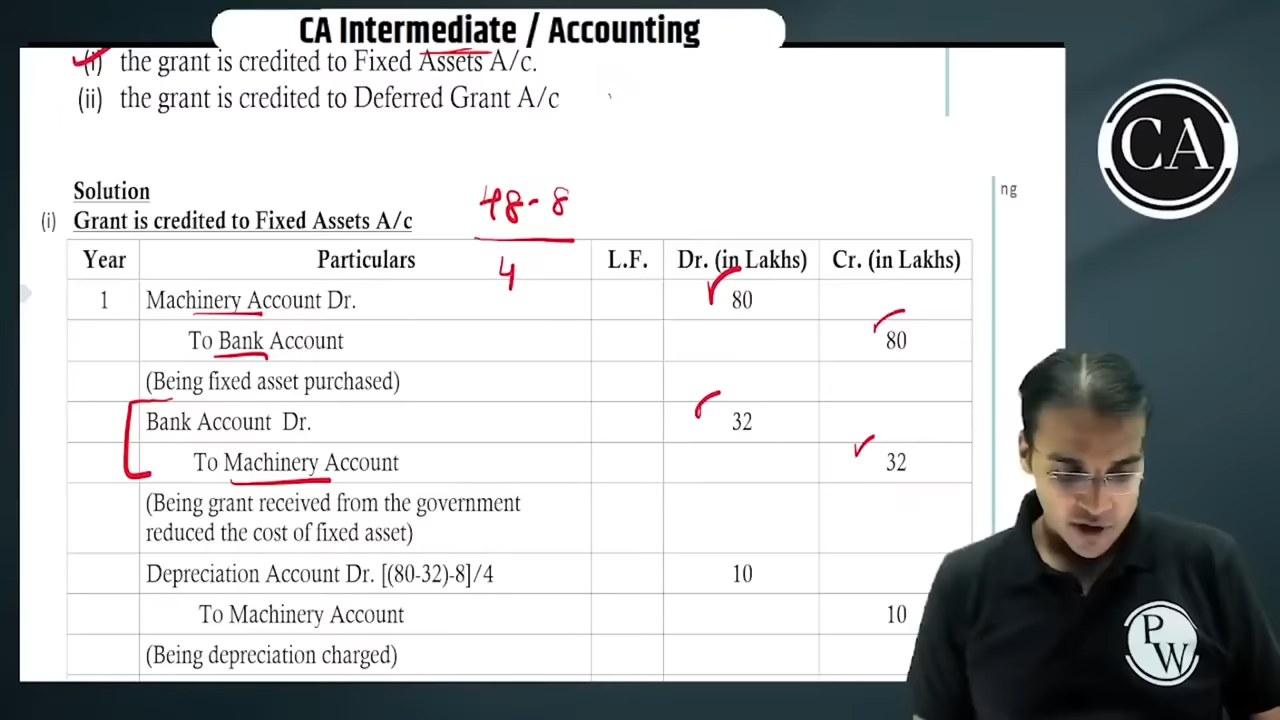 CA Intermediate / Accounting
(i) the grant is credited to Fixed Assets A/c.
(ii) the grant is credited to Deferred Grant A/c
CA
ng
Solution
48 - 8
4
(i) Grant is credited to Fixed Assets A/c
Year Particulars L.F. Dr. (in Lakhs) Cr. (in Lakhs)
1 Machinery Account Dr. 80
To Bank Account 80
(Being fixed asset purchased)
Bank Account Dr. 32
To Machinery Account 32
(Being grant received from the government
reduced the cost of fixed asset)
Depreciation Account Dr. [(80-32)-8]/4 10
To Machinery Account 10
(Being depreciation charged)
P
W